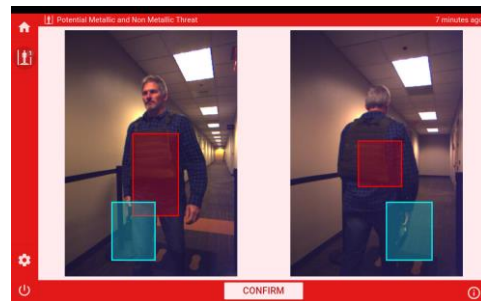 Potential Metallic and Non Metallic Threat
7 minutes ago
CONFIRM